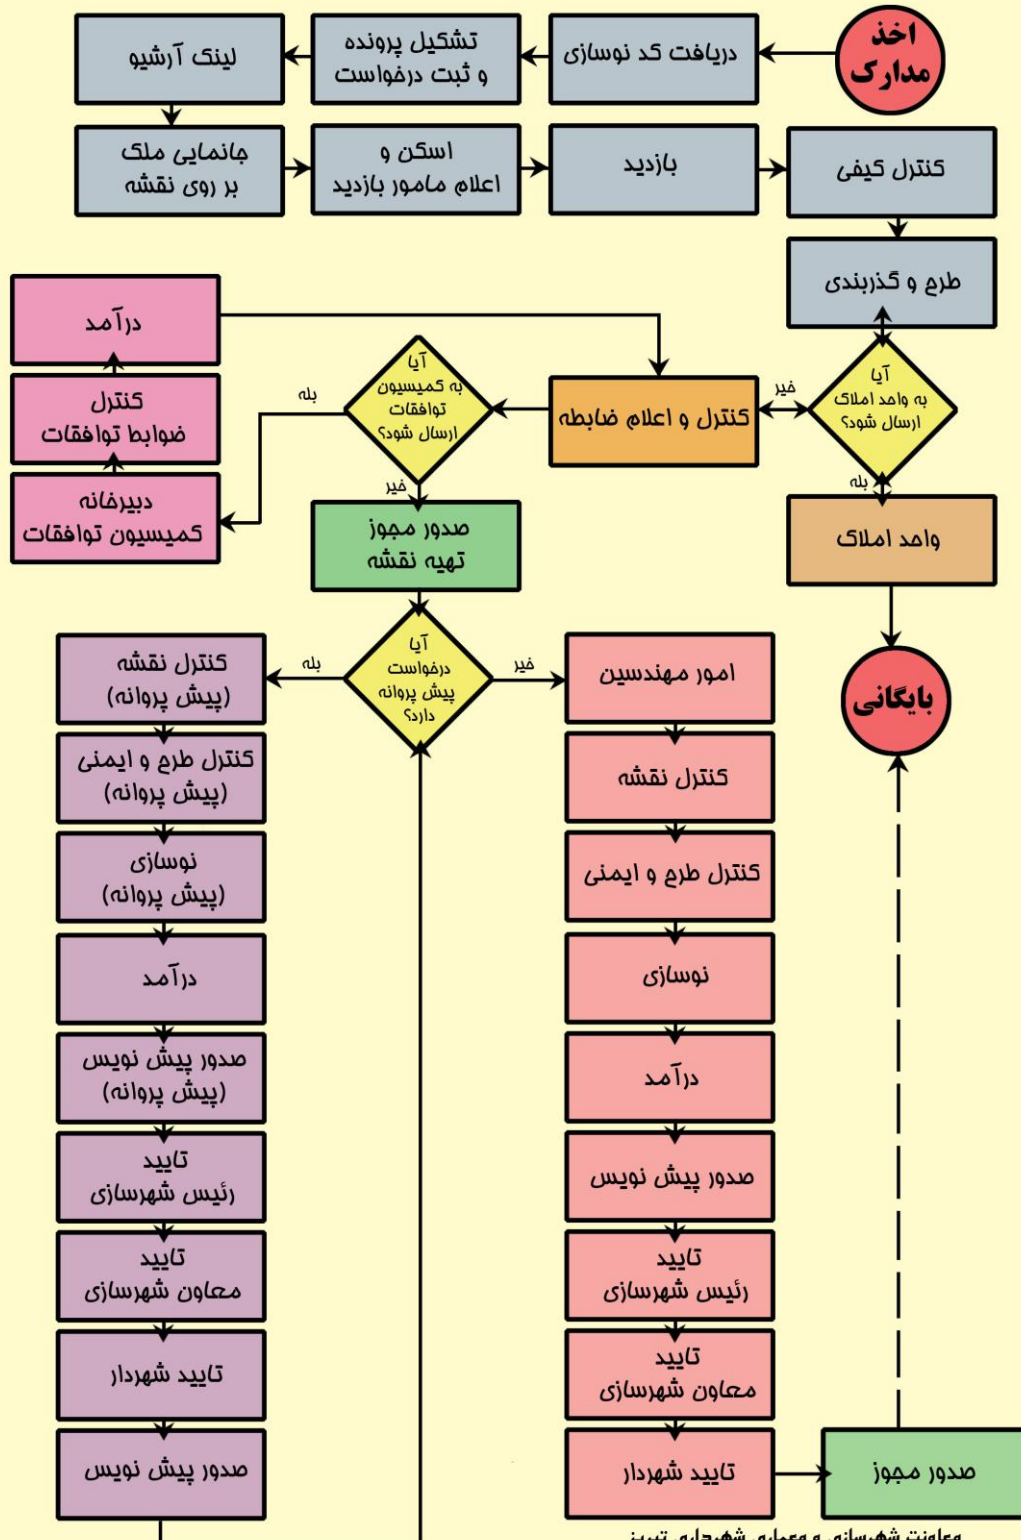 اخذ
مدارک
دریافت کد نوسازی
تشکیل پرونده
و ثبت درخواست
لینک آرشیو
جانمایی ملک
بر روی نقشه
اسکن و
اعلام مامور بازدید
بازدید
کنترل کیفی
طرح و گذربندی
آیا
به واحد املاک
ارسال شود؟
خیر
بله
واحد املاک
بایگانی
کنترل و اعلام ضابطه
آیا
به کمیسیون
توافقات
ارسال شود؟
بله
خیر
دبیرخانه
کمیسیون توافقات
کنترل
ضوابط توافقات
درآمد
صدور مجوز
تهیه نقشه
آیا
درخواست
پیش پروانه
دارد؟
خیر
بله
امور مهندسین
کنترل نقشه
کنترل طرح و ایمنی
نوسازی
درآمد
صدور پیش نویس
تایید
رئیس شهرسازی
تایید
معاون شهرسازی
تایید شهردار
صدور مجوز
کنترل نقشه
(پیش پروانه)
کنترل طرح و ایمنی
(پیش پروانه)
نوسازی
(پیش پروانه)
درآمد
صدور پیش نویس
(پیش پروانه)
تایید
رئیس شهرسازی
تایید
معاون شهرسازی
تایید شهردار
صدور پیش نویس
معاونت شهرسازی و معماری شهرداری تبریز